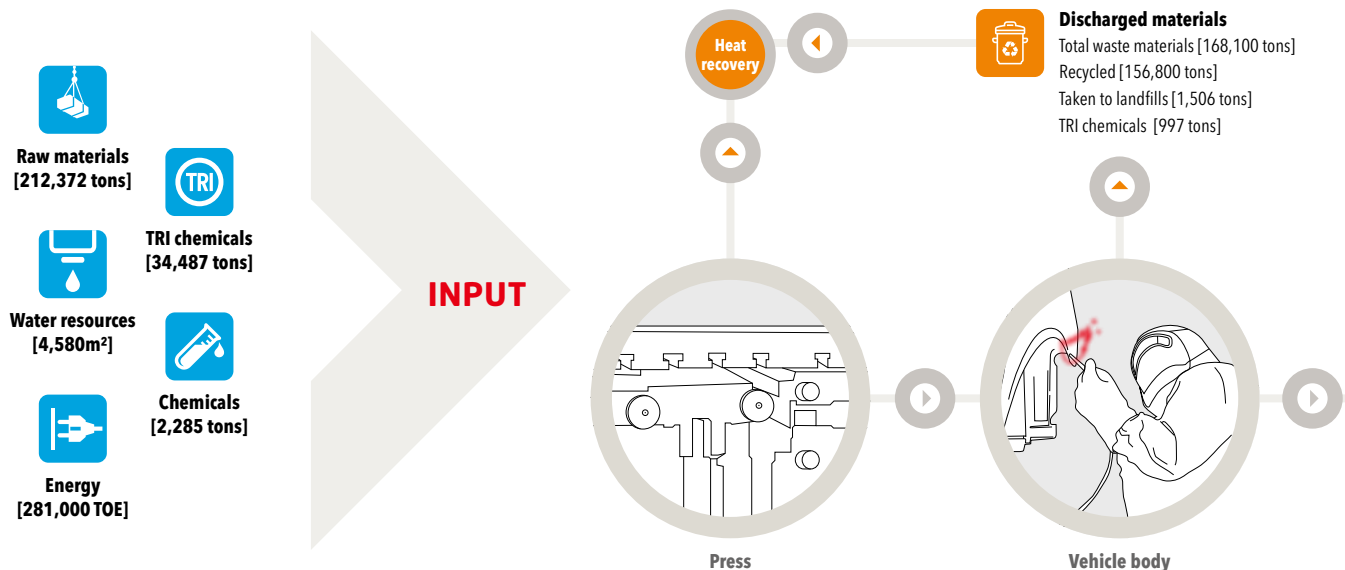 Raw materials
[212,372 tons]
TRI
TRI chemicals
[34,487 tons]
Water resources
[4,580m²]
Chemicals
[2,285 tons]
Energy
[281,000 TOE]
INPUT
Heat
recovery
Discharged materials
Total waste materials [168,100 tons]
Recycled [156,800 tons]
Taken to landfills [1,506 tons]
TRI chemicals [997 tons]
Press
Vehicle body